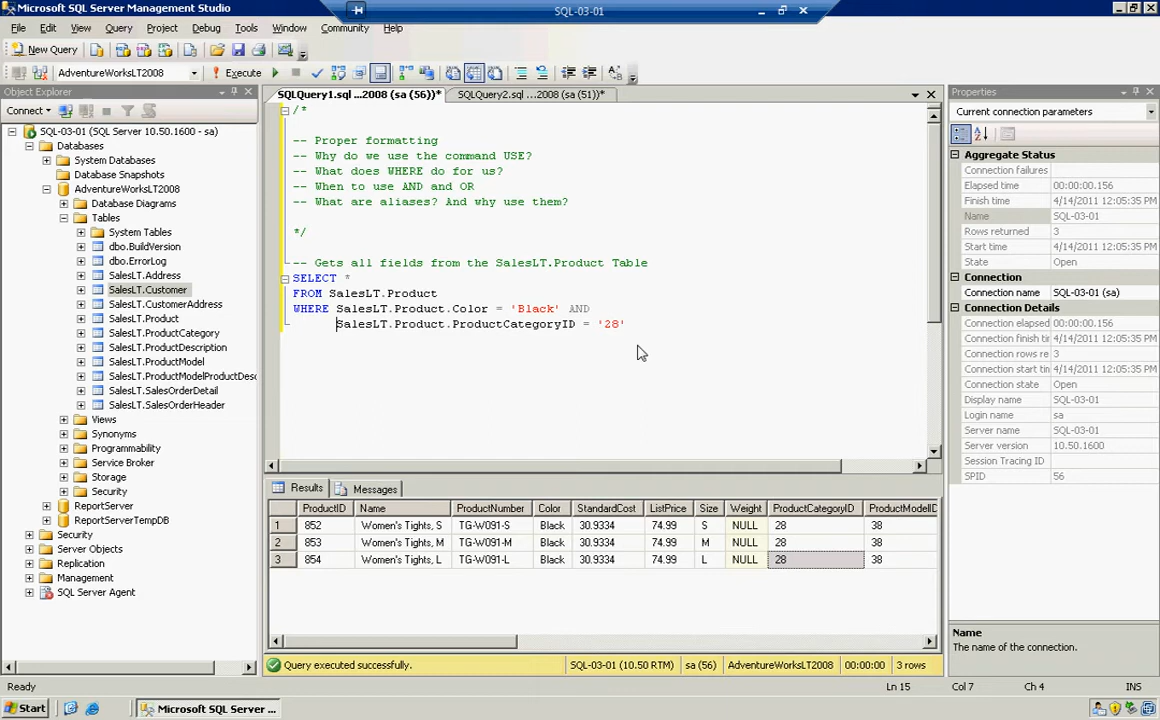 Microsoft SQL Server Management Studio
SQL-03-01
File Edit View Query Project Debug Tools Window Community Help
New Query
AdventureWorksLT2008 Execute
Object Explorer
Connect
SQL-03-01 (SQL Server 10.50.1600 - sa)
Databases
System Databases
Database Snapshots
AdventureWorksLT2008
Database Diagrams
Tables
System Tables
dbo.BuildVersion
dbo.ErrorLog
SalesLT.Address
SalesLT.Customer
SalesLT.CustomerAddress
SalesLT.Product
SalesLT.ProductCategory
SalesLT.ProductDescription
SalesLT.ProductModel
SalesLT.ProductModelProductDesc
SalesLT.SalesOrderDetail
SalesLT.SalesOrderHeader
Views
Synonyms
Programmability
Service Broker
Storage
Security
ReportServer
ReportServerTempDB
Security
Server Objects
Replication
Management
SQL Server Agent
SQLQuery1.sql ...2008 (sa (56))* SQLQuery2.sql ...2008 (sa (51))*
/*
-- Proper formatting
-- Why do we use the command USE?
-- What does WHERE do for us?
-- When to use AND and OR
-- What are aliases? And why use them?
*/
-- Gets all fields from the SalesLT.Product Table
SELECT *
FROM SalesLT.Product
WHERE SalesLT.Product.Color = 'Black' AND
SalesLT.Product.ProductCategoryID = '28'
Results Messages
ProductID Name ProductNumber Color StandardCost ListPrice Size Weight ProductCategoryID ProductModelID
1 852 Women's Tights, S TG-W091-S Black 30.9334 74.99 S NULL 28 38
2 853 Women's Tights, M TG-W091-M Black 30.9334 74.99 M NULL 28 38
3 854 Women's Tights, L TG-W091-L Black 30.9334 74.99 L NULL 28 38
Query executed successfully. SQL-03-01 (10.50 RTM) sa (56) AdventureWorksLT2008 00:00:00 3 rows
Properties
Current connection parameters
Aggregate Status
Connection failures
Elapsed time 00:00:00.156
Finish time 4/14/2011 12:05:35 PM
Name SQL-03-01
Rows returned 3
Start time 4/14/2011 12:05:35 PM
State Open
Connection
Connection name SQL-03-01 (sa)
Connection Details
Connection elapsed 00:00:00.156
Connection finish tim 4/14/2011 12:05:35 PM
Connection rows re 3
Connection start tim 4/14/2011 12:05:35 PM
Connection state Open
Display name SQL-03-01
Login name sa
Server name SQL-03-01
Server version 10.50.1600
Session Tracing ID
SPID 56
Name
The name of the connection.
Ready Ln 15 Col 7 Ch 4 INS
Start Microsoft SQL Server ...